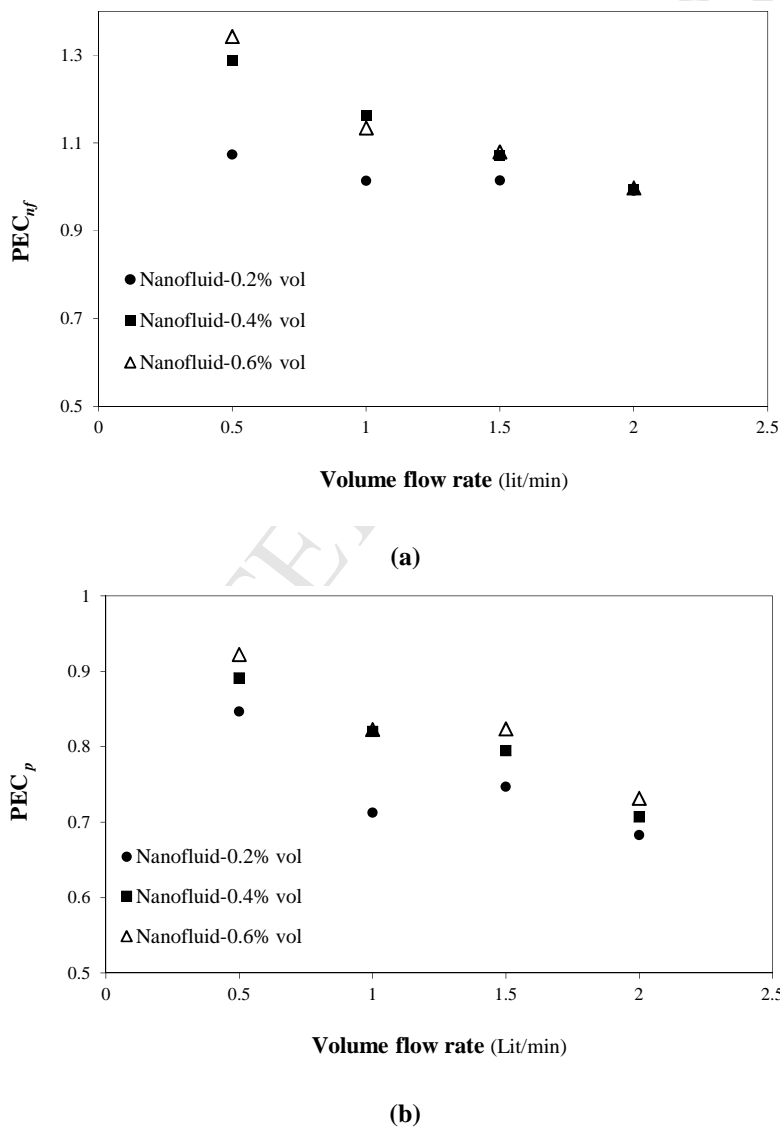 1.3
1.1
0.9
0.7
0.5
PEC_nf
Nanofluid-0.2% vol
Nanofluid-0.4% vol
Nanofluid-0.6% vol
0 0.5 1 1.5 2 2.5
Volume flow rate (lit/min)
(a)
1
0.9
0.8
0.7
0.6
0.5
PEC_p
Nanofluid-0.2% vol
Nanofluid-0.4% vol
Nanofluid-0.6% vol
0 0.5 1 1.5 2 2.5
Volume flow rate (Lit/min)
(b)